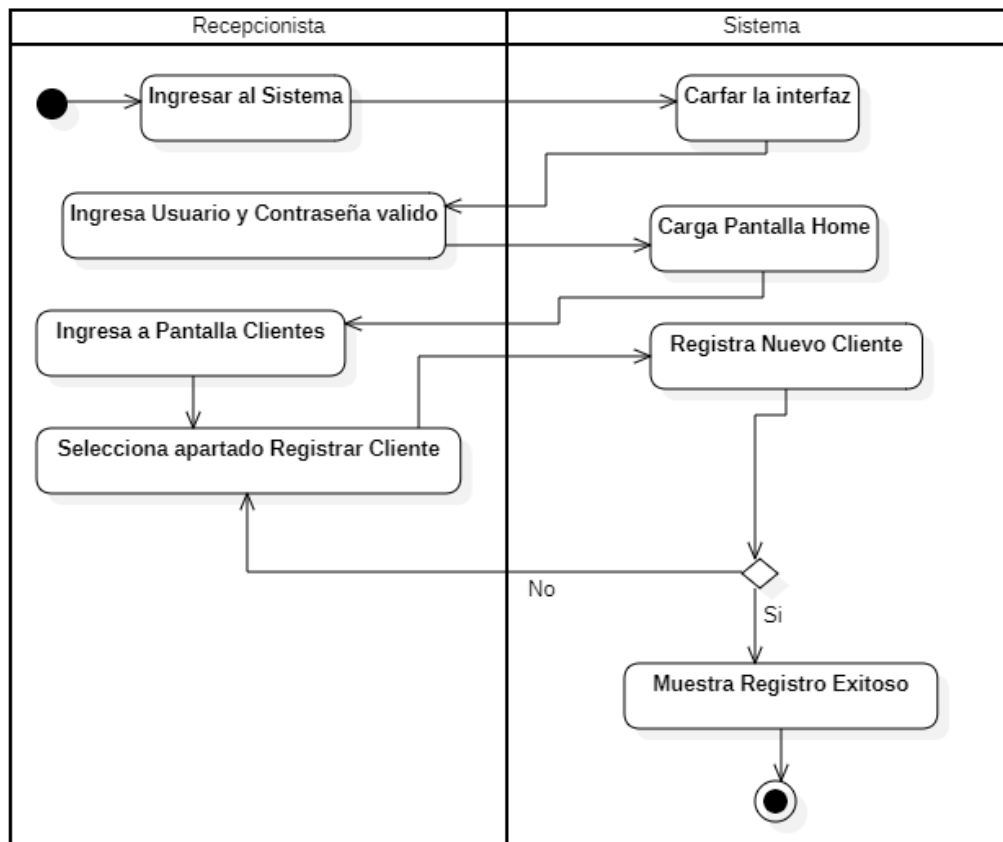 Recepcionista
Sistema
Ingresar al Sistema
Carfar la interfaz
Ingresa Usuario y Contraseña valido
Carga Pantalla Home
Ingresa a Pantalla Clientes
Registra Nuevo Cliente
Selecciona apartado Registrar Cliente
No
Si
Muestra Registro Exitoso